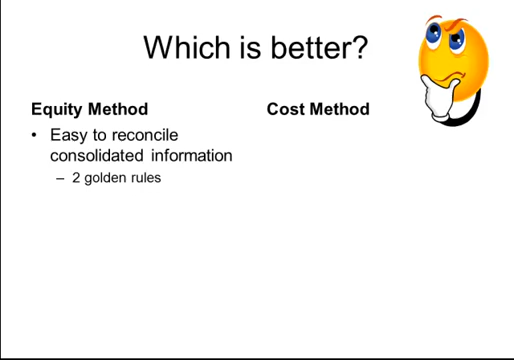 Which is better?
Equity Method
Cost Method
• Easy to reconcile
consolidated information
– 2 golden rules